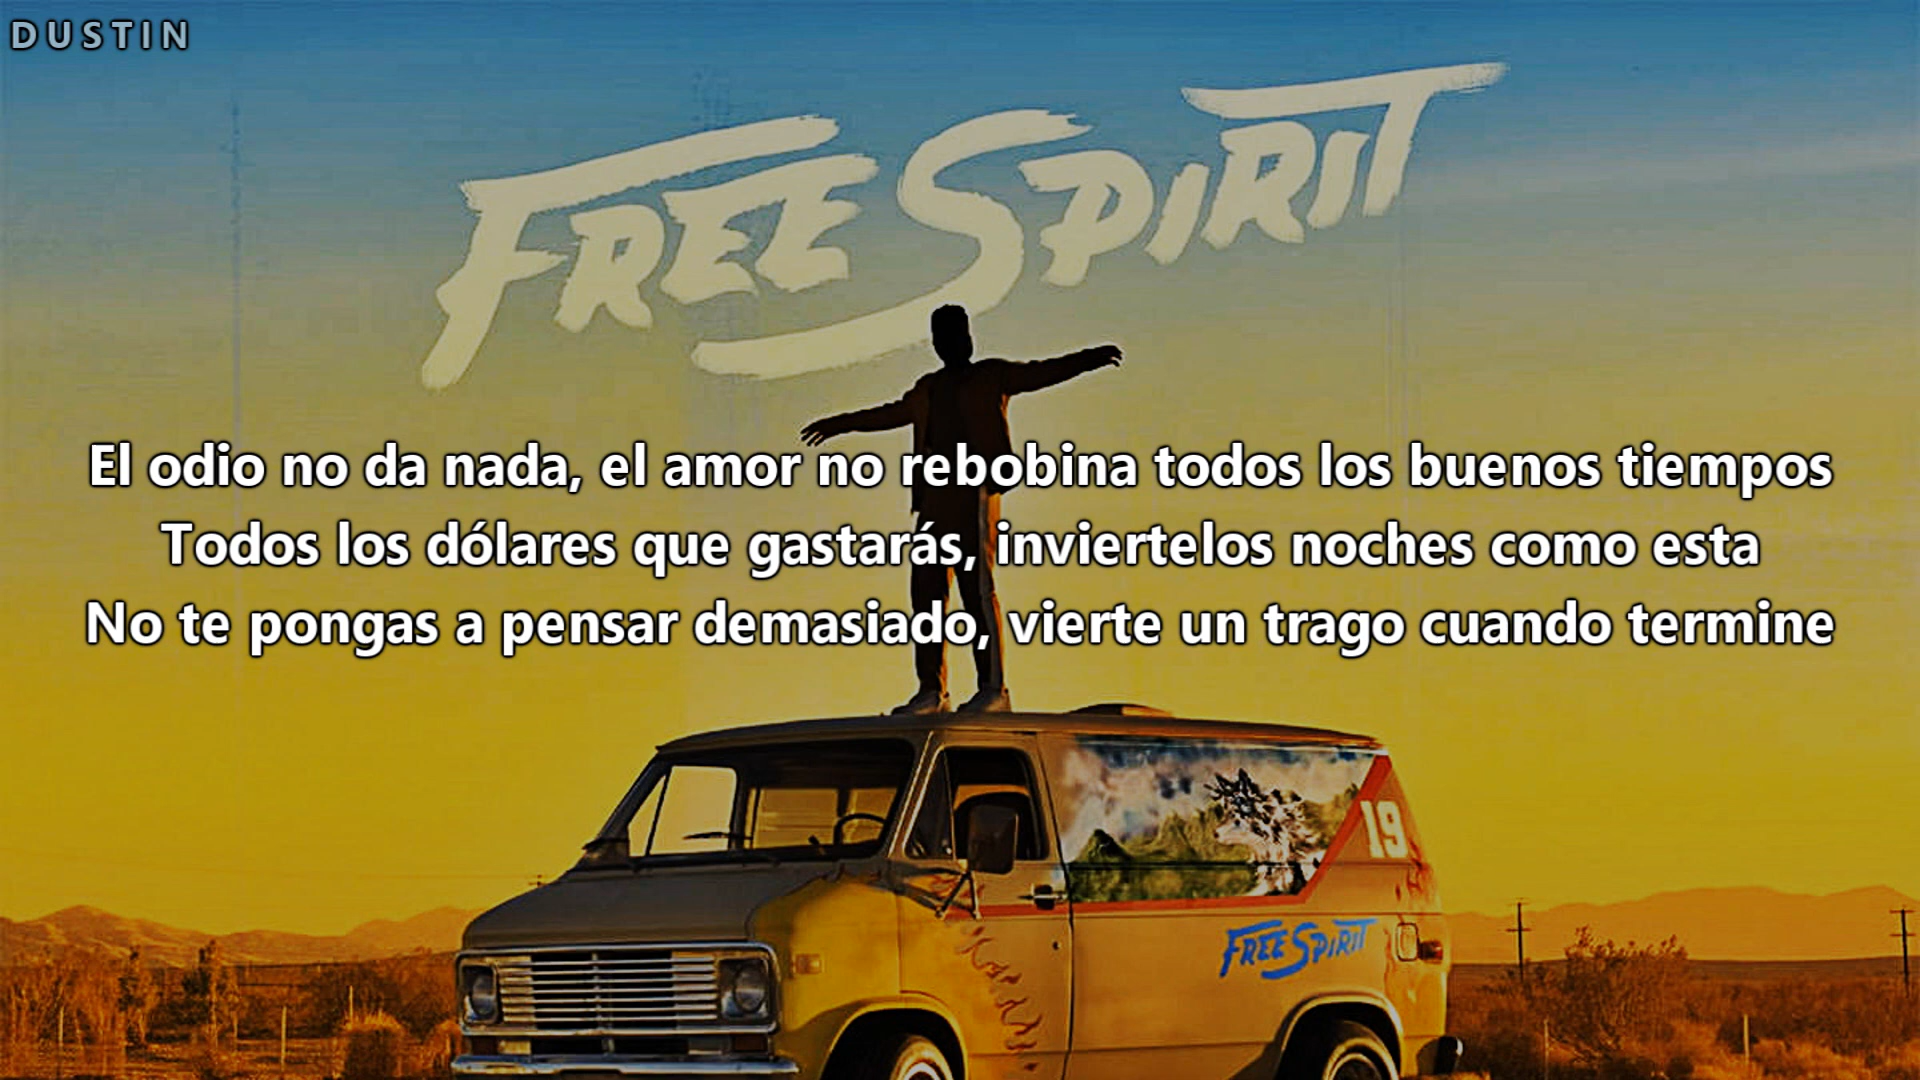 DUSTIN
FREE SPIRIT
El odio no da nada, el amor no rebobina todos los buenos tiempos
Todos los dólares que gastarás, inviertelos noches como esta
No te pongas a pensar demasiado, vierte un trago cuando termine
19
FREE SPIRIT